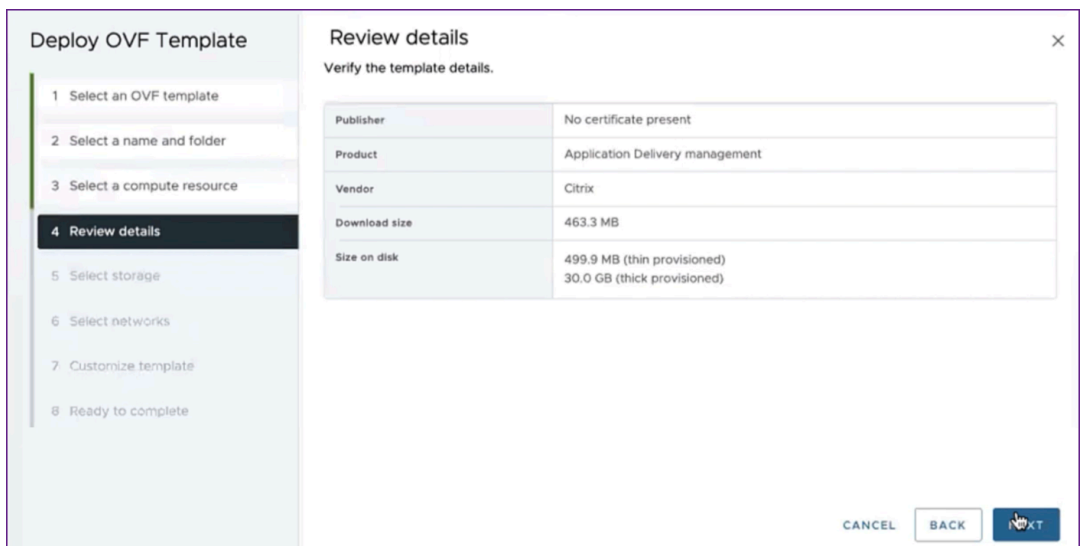 Deploy OVF Template
1 Select an OVF template
2 Select a name and folder
3 Select a compute resource
4 Review details
5 Select storage
6 Select networks
7 Customize template
8 Ready to complete
Review details
Verify the template details.
Publisher No certificate present
Product Application Delivery management
Vendor Citrix
Download size 463.3 MB
Size on disk 499.9 MB (thin provisioned)
30.0 GB (thick provisioned)
CANCEL BACK NEXT